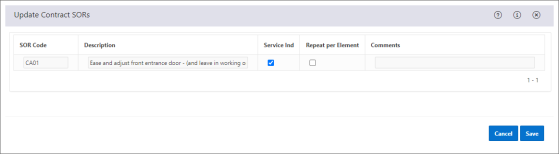 Update Contract SORs
SOR Code Description Service Ind Repeat per Element Comments
CA01 Ease and adjust front entrance door - (and leave in working o
1 - 1
Cancel Save